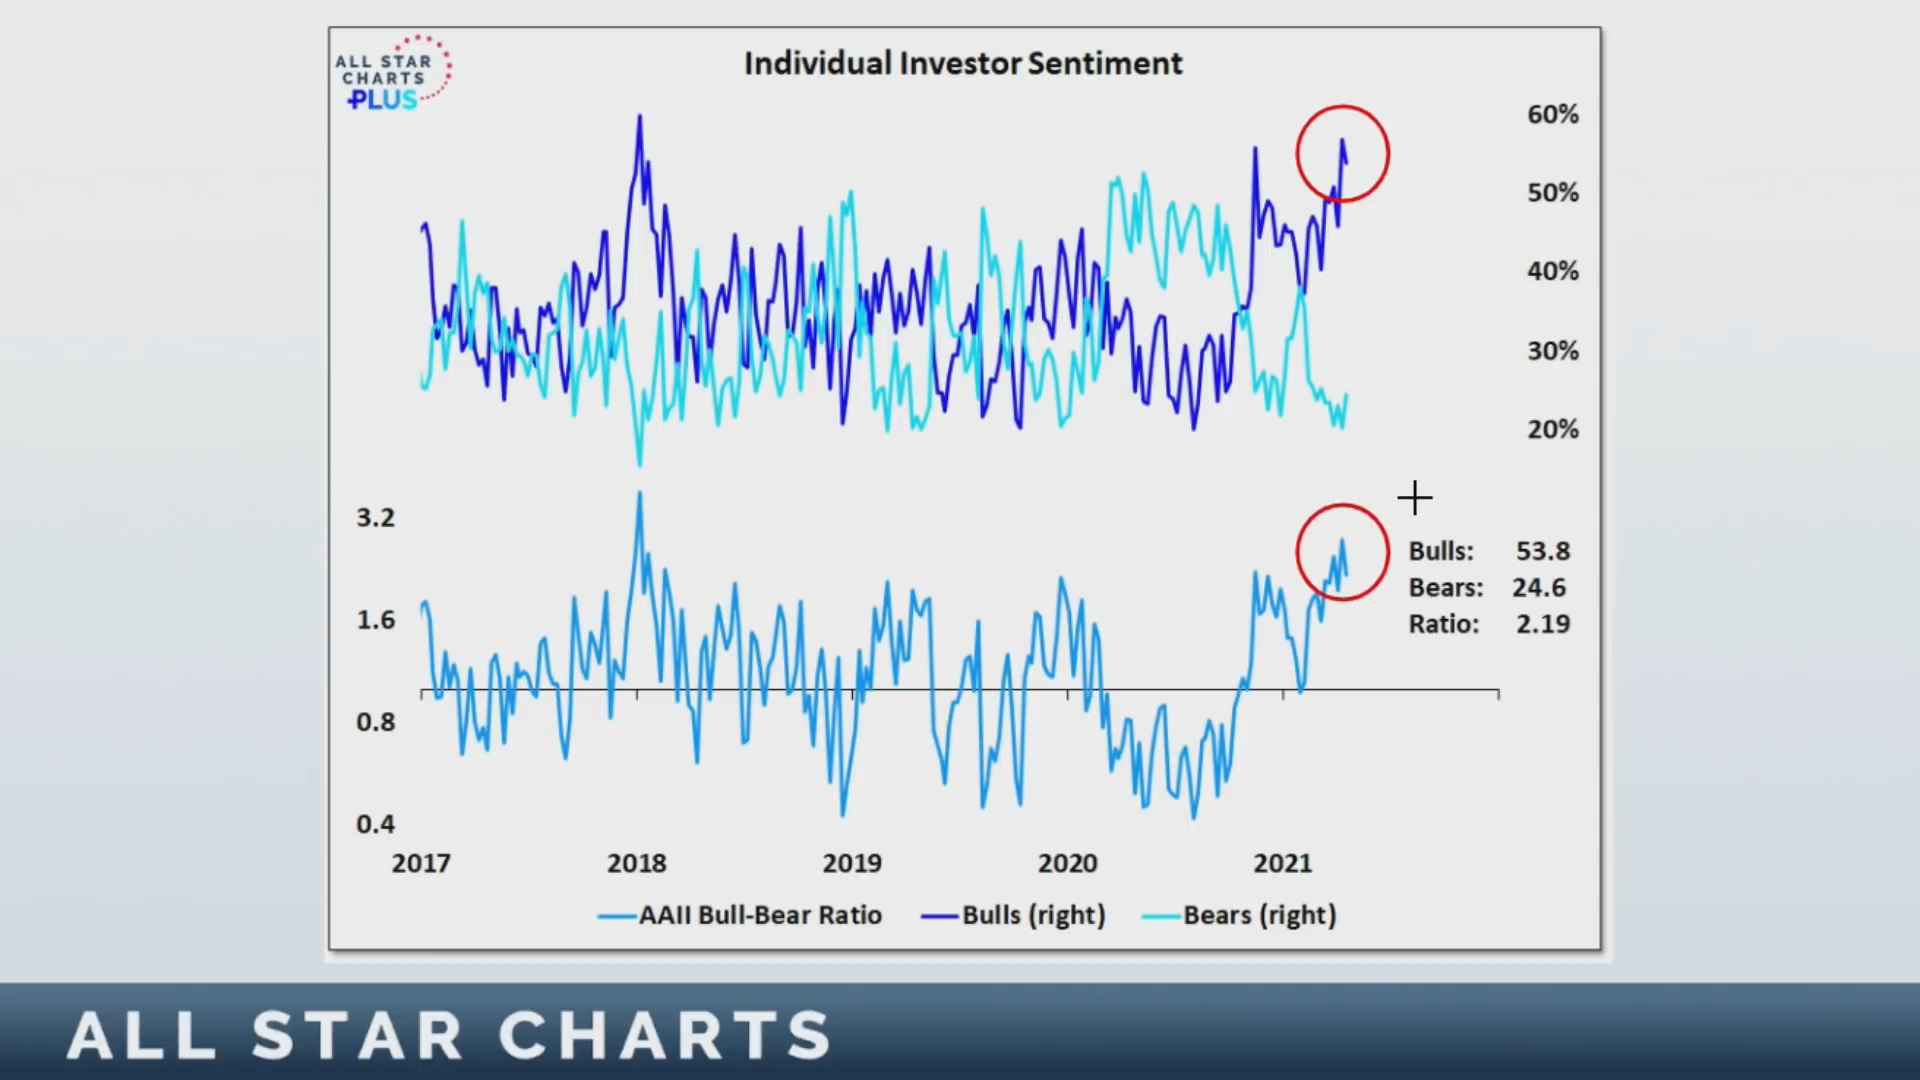 ALL STAR
CHARTS
PLUS
Individual Investor Sentiment
60%
50%
40%
30%
20%
3.2
1.6
0.8
0.4
Bulls: 53.8
Bears: 24.6
Ratio: 2.19
2017 2018 2019 2020 2021
AAII Bull-Bear Ratio Bulls (right) Bears (right)
ALL STAR CHARTS